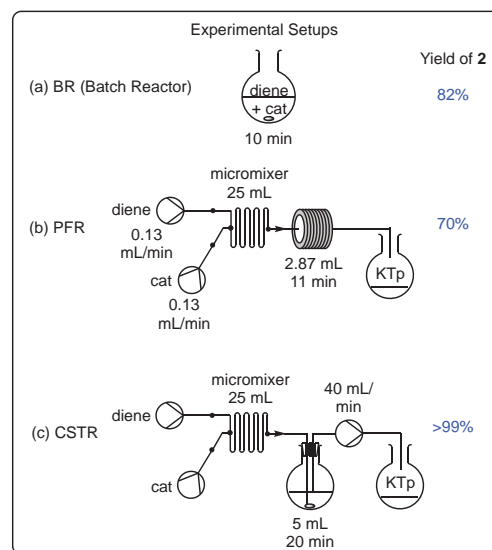 Experimental Setups
Yield of 2
(a) BR (Batch Reactor)
diene
+ cat
10 min
82%
micromixer
25 mL
diene
(b) PFR
0.13
mL/min
cat
0.13
mL/min
2.87 mL
11 min
KTp
70%
micromixer
25 mL
40 mL/
min
diene
(c) CSTR
cat
5 mL
20 min
KTp
>99%